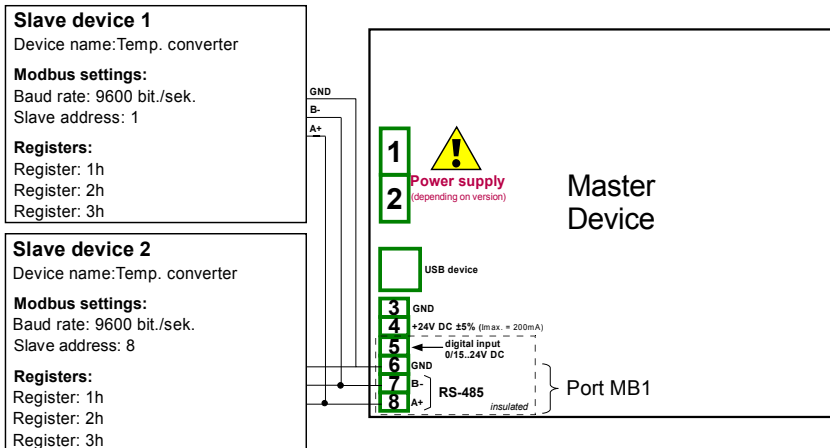 Slave device 1
Device name:Temp. converter
Modbus settings:
Baud rate: 9600 bit./sek.
Slave address: 1
Registers:
Register: 1h
Register: 2h
Register: 3h
GND
B-
A+
Slave device 2
Device name:Temp. converter
Modbus settings:
Baud rate: 9600 bit./sek.
Slave address: 8
Registers:
Register: 1h
Register: 2h
Register: 3h
1
2
!
Power supply
(depending on version)
Master
Device
USB device
3 GND
4 +24V DC ±5% (Imax. = 200mA)
5 digital input
0/15..24V DC
6 GND
7 B-
8 A+
RS-485
insulated
Port MB1